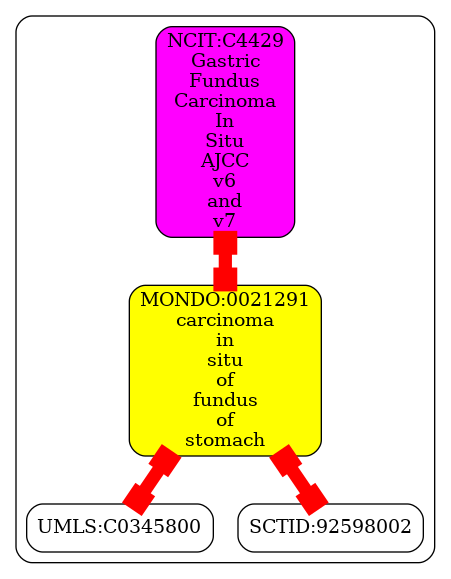 NCIT:C4429
Gastric
Fundus
Carcinoma
In
Situ
AJCC
v6
and
v7
MONDO:0021291
carcinoma
in
situ
of
fundus
of
stomach
UMLS:C0345800
SCTID:92598002